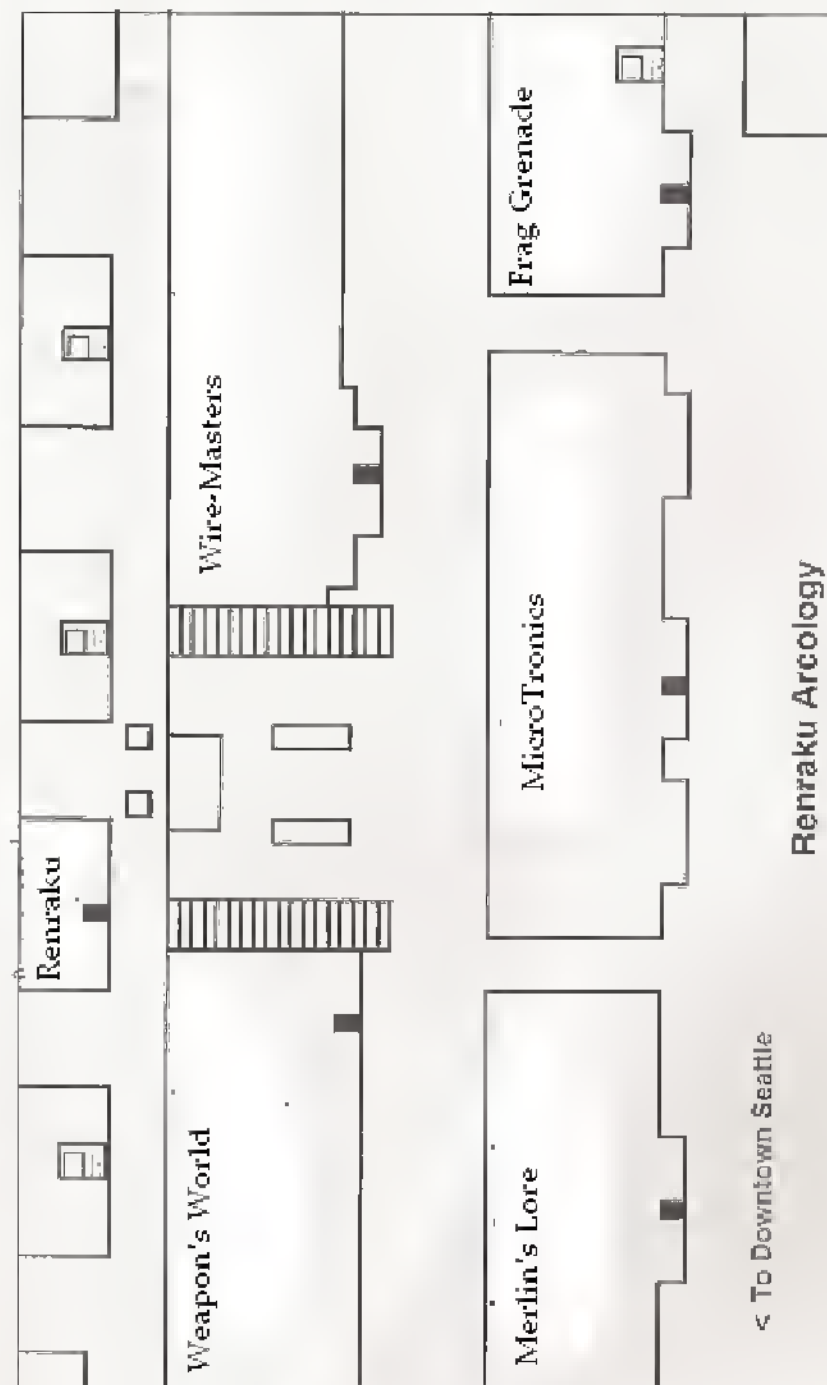 Renraku
Weapon's World
Wire-Masters
Merlin's Lore
MicroTronics
Frag Grenade
< To Downtown Seattle
Renraku Arcology